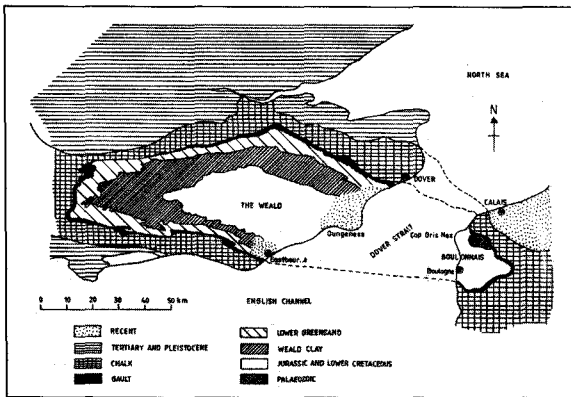 NORTH SEA
N
DOVER
CALAIS
THE WEALD
Dungeness
DOVER STRAIT
Cap Gris Nez
BOULONNAIS
Boulogne
0 10 20 30 40 50 km
ENGLISH CHANNEL
RECENT
TERTIARY AND PLEISTOCENE
CHALK
GAULT
LOWER GREENSAND
WEALD CLAY
JURASSIC AND LOWER CRETACEOUS
PALAEOZOIC